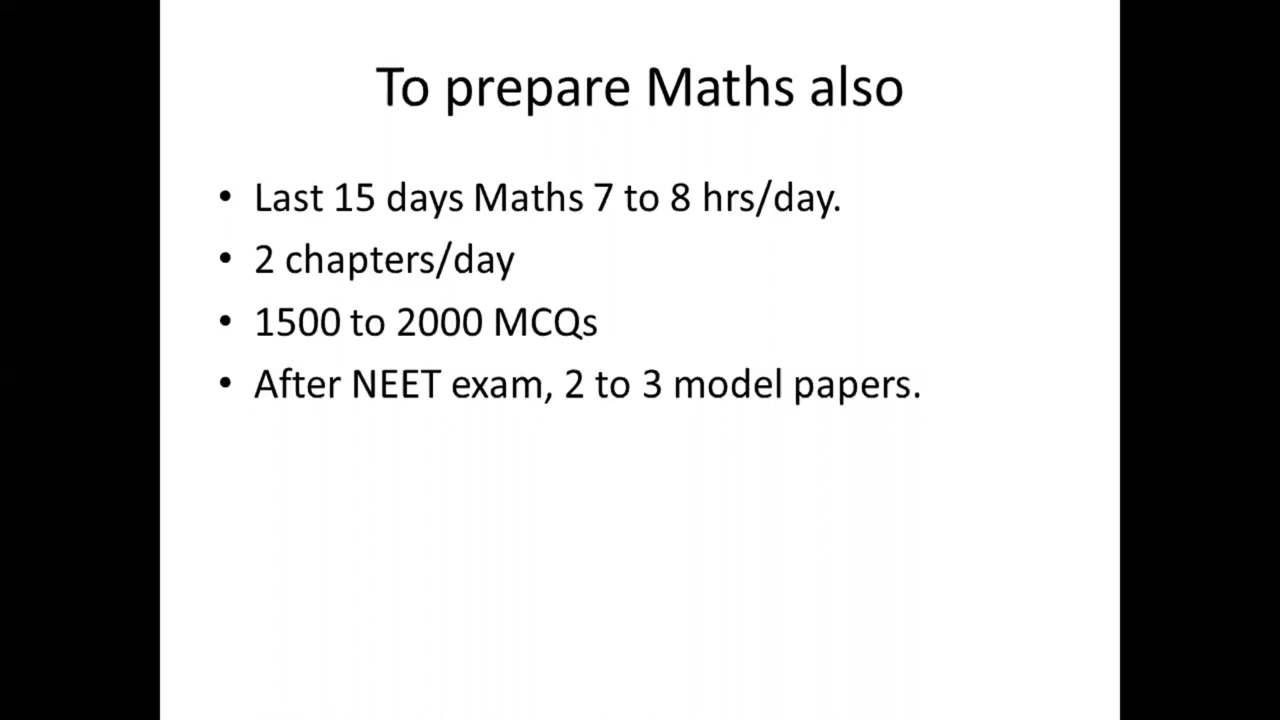 To prepare Maths also
• Last 15 days Maths 7 to 8 hrs/day.
• 2 chapters/day
• 1500 to 2000 MCQs
• After NEET exam, 2 to 3 model papers.